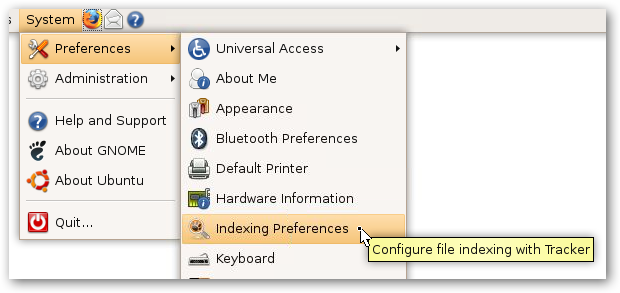 System
Preferences
Administration
Help and Support
About GNOME
About Ubuntu
Quit...
Universal Access
About Me
Appearance
Bluetooth Preferences
Default Printer
Hardware Information
Indexing Preferences
Keyboard
Configure file indexing with Tracker